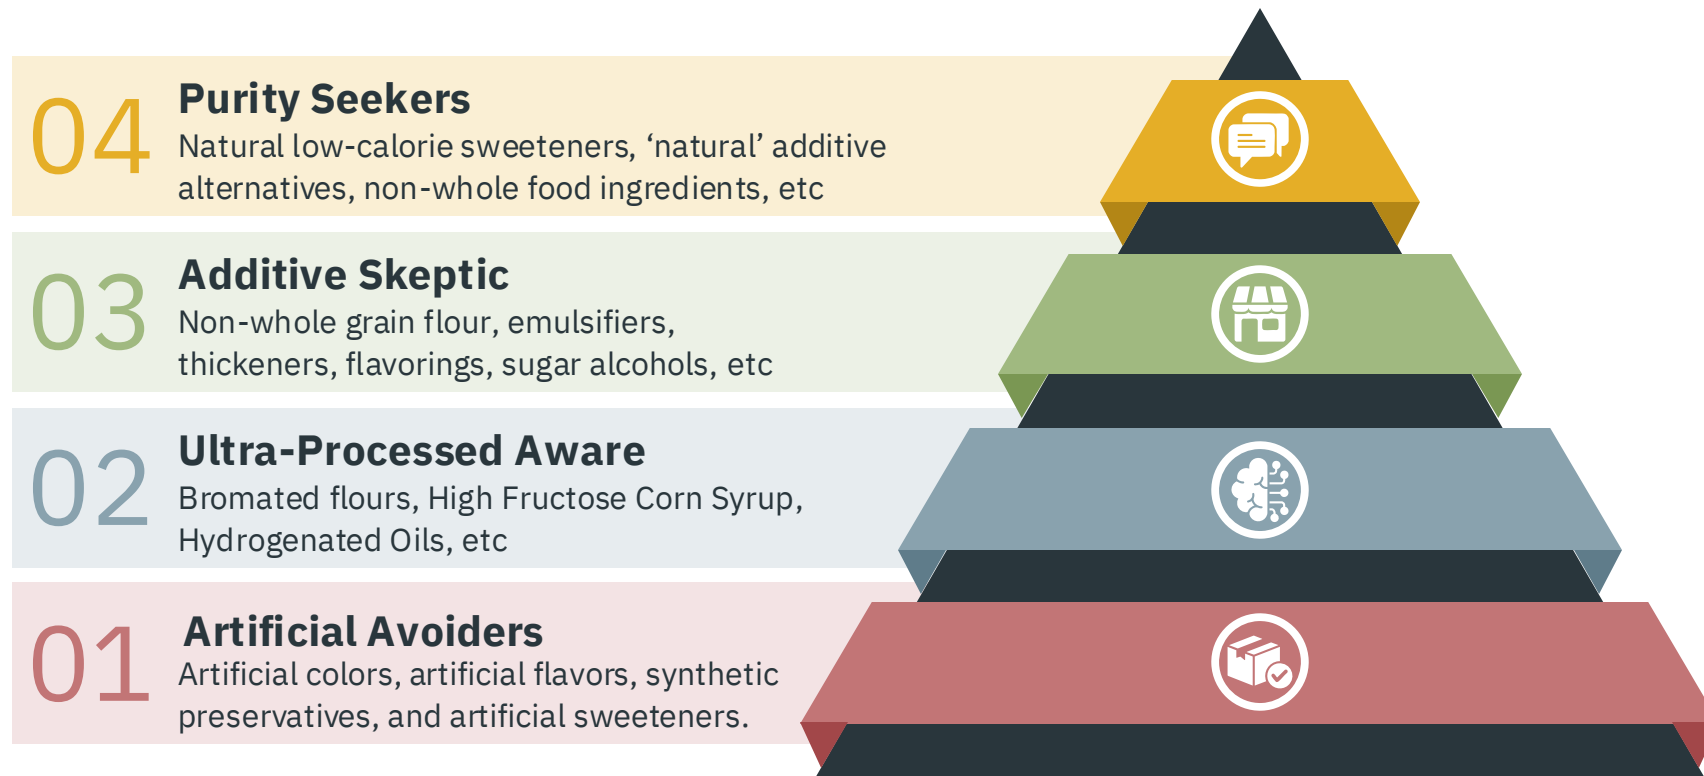 04
Purity Seekers
Natural low-calorie sweeteners, ‘natural’ additive
alternatives, non-whole food ingredients, etc
03
Additive Skeptic
Non-whole grain flour, emulsifiers,
thickeners, flavorings, sugar alcohols, etc
02
Ultra-Processed Aware
Bromated flours, High Fructose Corn Syrup,
Hydrogenated Oils, etc
01
Artificial Avoiders
Artificial colors, artificial flavors, synthetic
preservatives, and artificial sweeteners.